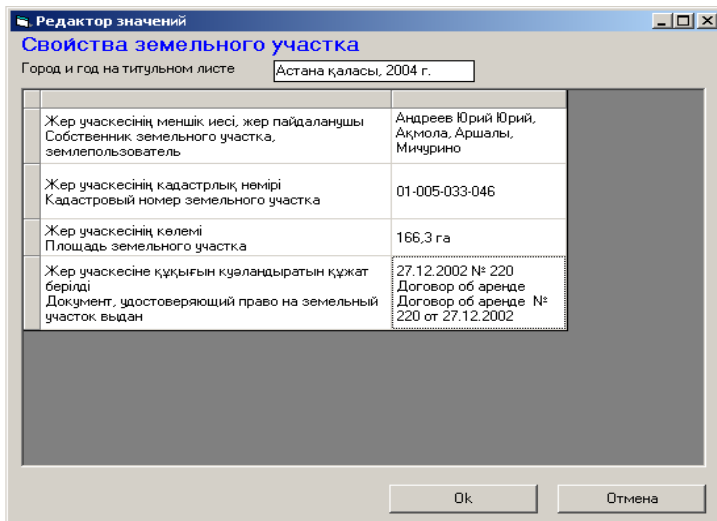 Редактор значений
Свойства земельного участка
Город и год на титульном листе
Астана қаласы, 2004 г.
Жер учаскесінің меншік иесі, жер пайдаланушы
Собственник земельного участка,
землепользователь
Андреев Юрий Юрий,
Ақмола, Аршалы,
Мичурино
Жер учаскесінің кадастрлық нөмірі
Кадастровый номер земельного участка
01-005-033-046
Жер учаскесінің көлемі
Площадь земельного участка
166,3 га
Жер учаскесіне құқығын куәландыратын құжат
берілді
Документ, удостоверяющий право на земельный
участок выдан
27.12.2002 № 220
Договор об аренде
Договор об аренде №
220 от 27.12.2002
Ok
Отмена